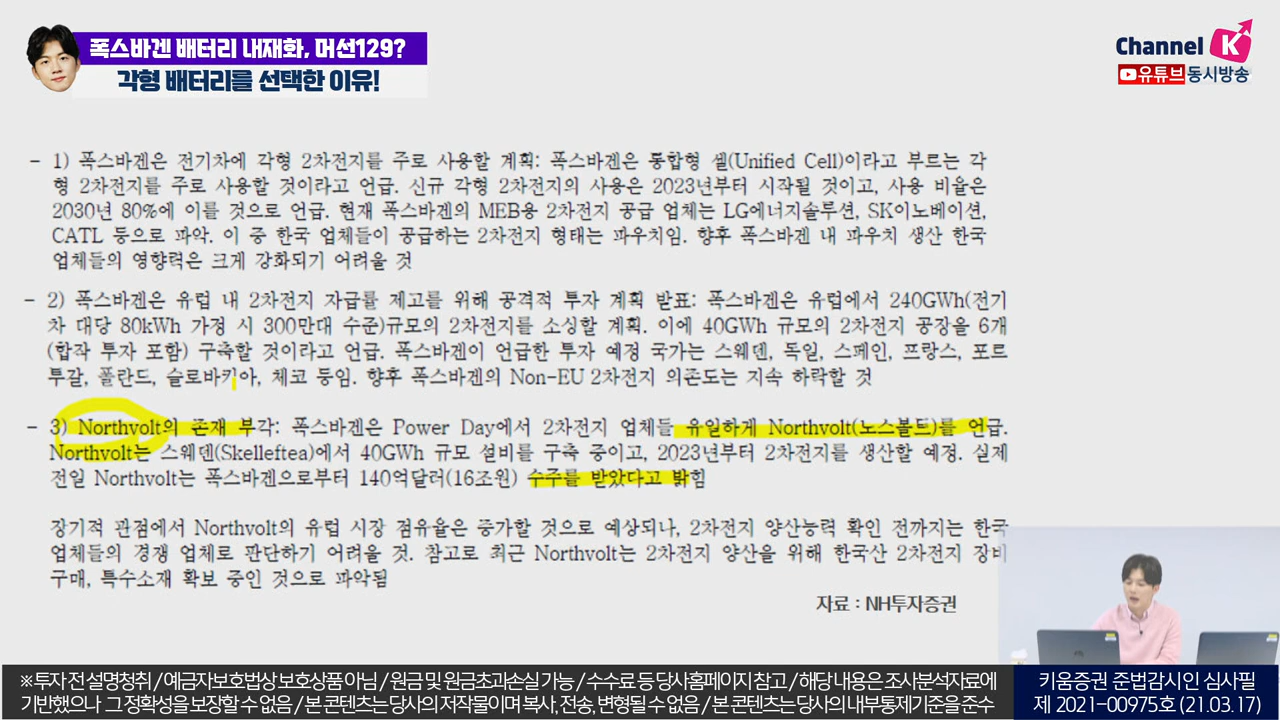 폭스바겐 배터리 내재화, 머선129?
각형 배터리를 선택한 이유!
Channel K
유튜브 동시방송
- 1) 폭스바겐은 전기차에 각형 2차전지를 주로 사용할 계획: 폭스바겐은 통합형 셀(Unified Cell)이라고 부르는 각
형 2차전지를 주로 사용할 것이라고 언급. 신규 각형 2차전지의 사용은 2023년부터 시작될 것이고, 사용 비율은
2030년 80%에 이를 것으로 언급. 현재 폭스바겐의 MEB용 2차전지 공급 업체는 LG에너지솔루션, SK이노베이션,
CATL 등으로 파악. 이 중 한국 업체들이 공급하는 2차전지 형태는 파우치임. 향후 폭스바겐 내 파우치 생산 한국
업체들의 영향력은 크게 강화되기 어려울 것
- 2) 폭스바겐은 유럽 내 2차전지 자급률 제고를 위해 공격적 투자 계획 발표: 폭스바겐은 유럽에서 240GWh(전기
차 대당 80kWh 가정 시 300만대 수준)규모의 2차전지를 소싱할 계획. 이에 40GWh 규모의 2차전지 공장을 6개
(합작 투자 포함) 구축할 것이라고 언급. 폭스바겐이 언급한 투자 예정 국가는 스웨덴, 독일, 스페인, 프랑스, 포르
투갈, 폴란드, 슬로바키아, 체코 등임. 향후 폭스바겐의 Non-EU 2차전지 의존도는 지속 하락할 것
- 3) Northvolt의 존재 부각: 폭스바겐은 Power Day에서 2차전지 업체들 유일하게 Northvolt(노스볼트)를 언급.
Northvolt는 스웨덴(Skelleftea)에서 40GWh 규모 설비를 구축 중이고, 2023년부터 2차전지를 생산할 예정. 실제
전일 Northvolt는 폭스바겐으로부터 140억달러(16조원) 수주를 받았다고 밝힘
장기적 관점에서 Northvolt의 유럽 시장 점유율은 증가할 것으로 예상되나, 2차전지 양산능력 확인 전까지는 한국
업체들의 경쟁 업체로 판단하기 어려울 것. 참고로 최근 Northvolt는 2차전지 양산을 위해 한국산 2차전지 장비
구매, 특수소재 확보 중인 것으로 파악됨
자료 : NH투자증권
※ 투자 전 설명청취 / 예금자보호법상 보호상품 아님 / 원금 및 원금초과손실 가능 / 수수료 등 당사홈페이지 참고 / 해당 내용은 조사분석자료에
기반했으나 그 정확성을 보장할 수 없음 / 본 콘텐츠는 당사의 저작물이며 복사, 전송, 변형될 수 없음 / 본 콘텐츠는 당사의 내부통제기준을 준수
키움증권 준법감시인 심사필
제 2021-00975호 (21.03.17)